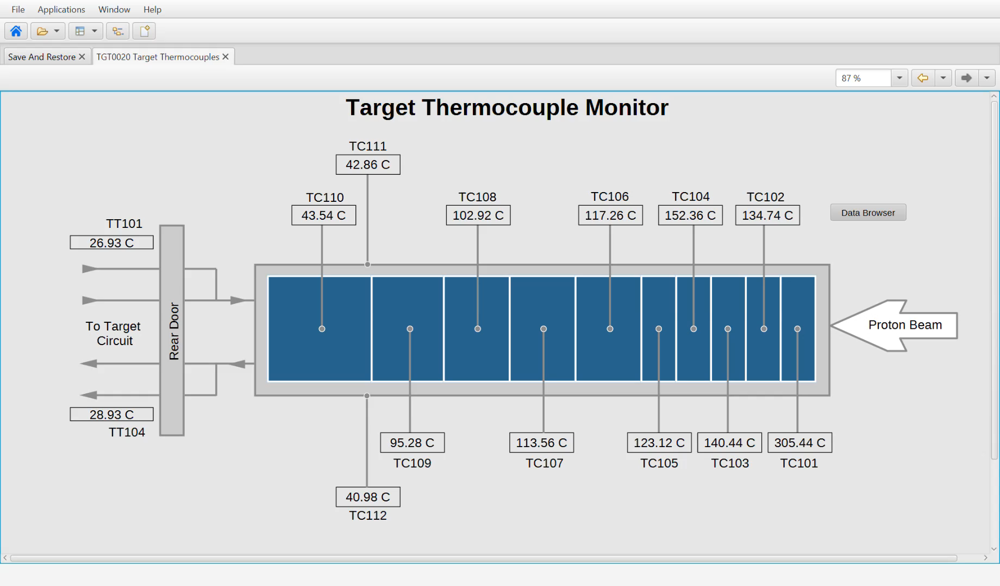 File Applications Window Help
Save And Restore
TGT0020 Target Thermocouples
87 %
Target Thermocouple Monitor
TC111
42.86 C
TC110
43.54 C
TC108
102.92 C
TC106
117.26 C
TC104
152.36 C
TC102
134.74 C
Data Browser
TT101
26.93 C
To Target
Circuit
Rear Door
Proton Beam
28.93 C
TT104
95.28 C
TC109
113.56 C
TC107
123.12 C
TC105
140.44 C
TC103
305.44 C
TC101
40.98 C
TC112